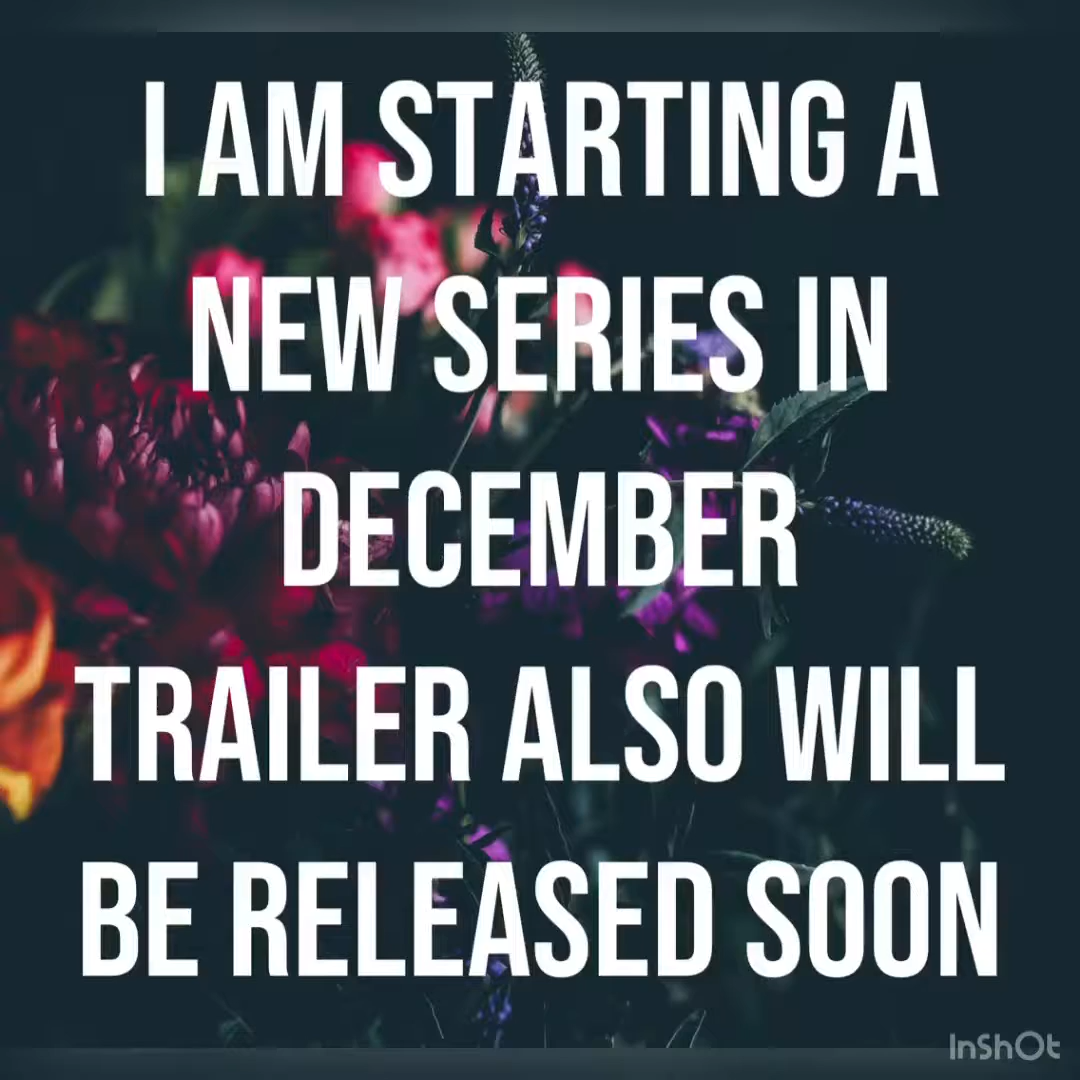 I AM STARTING A
NEW SERIES IN
DECEMBER
TRAILER ALSO WILL
BE RELEASED SOON
InShOt